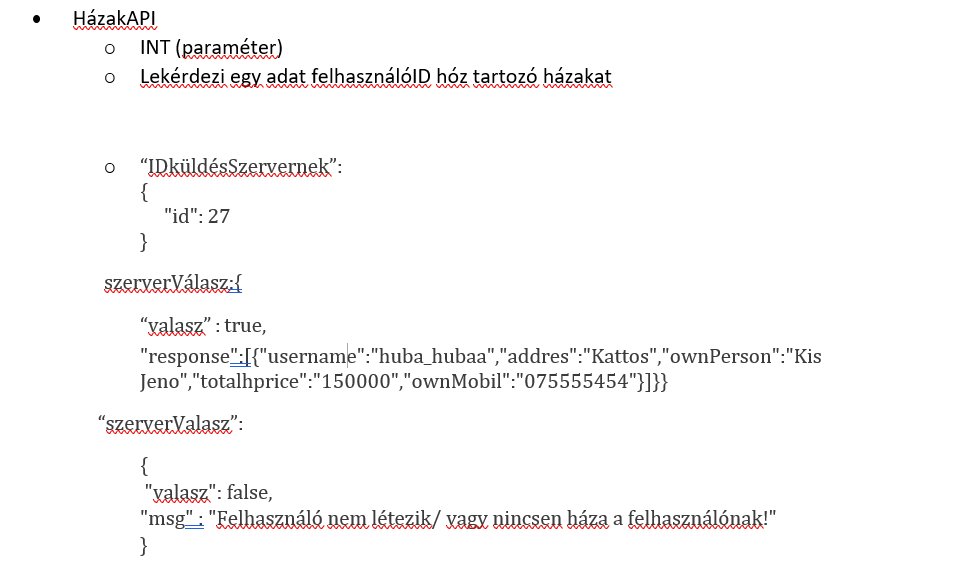 • HázakAPI
o INT (paraméter)
o Lekérdezi egy adat felhasználóID hóz tartozó házakat
o “IDküldésSzervernek”:
{
"id": 27
}
szerverVálasz:{
“valasz” : true,
"response":[{"username":"huba_hubaa","addres":"Kattos","ownPerson":"Kis
Jeno","totalhprice":"150000","ownMobil":"075555454"}]}}
“szerverValasz”:
{
"valasz": false,
"msg" : "Felhasználó nem létezik/ vagy nincsen háza a felhasználónak!"
}